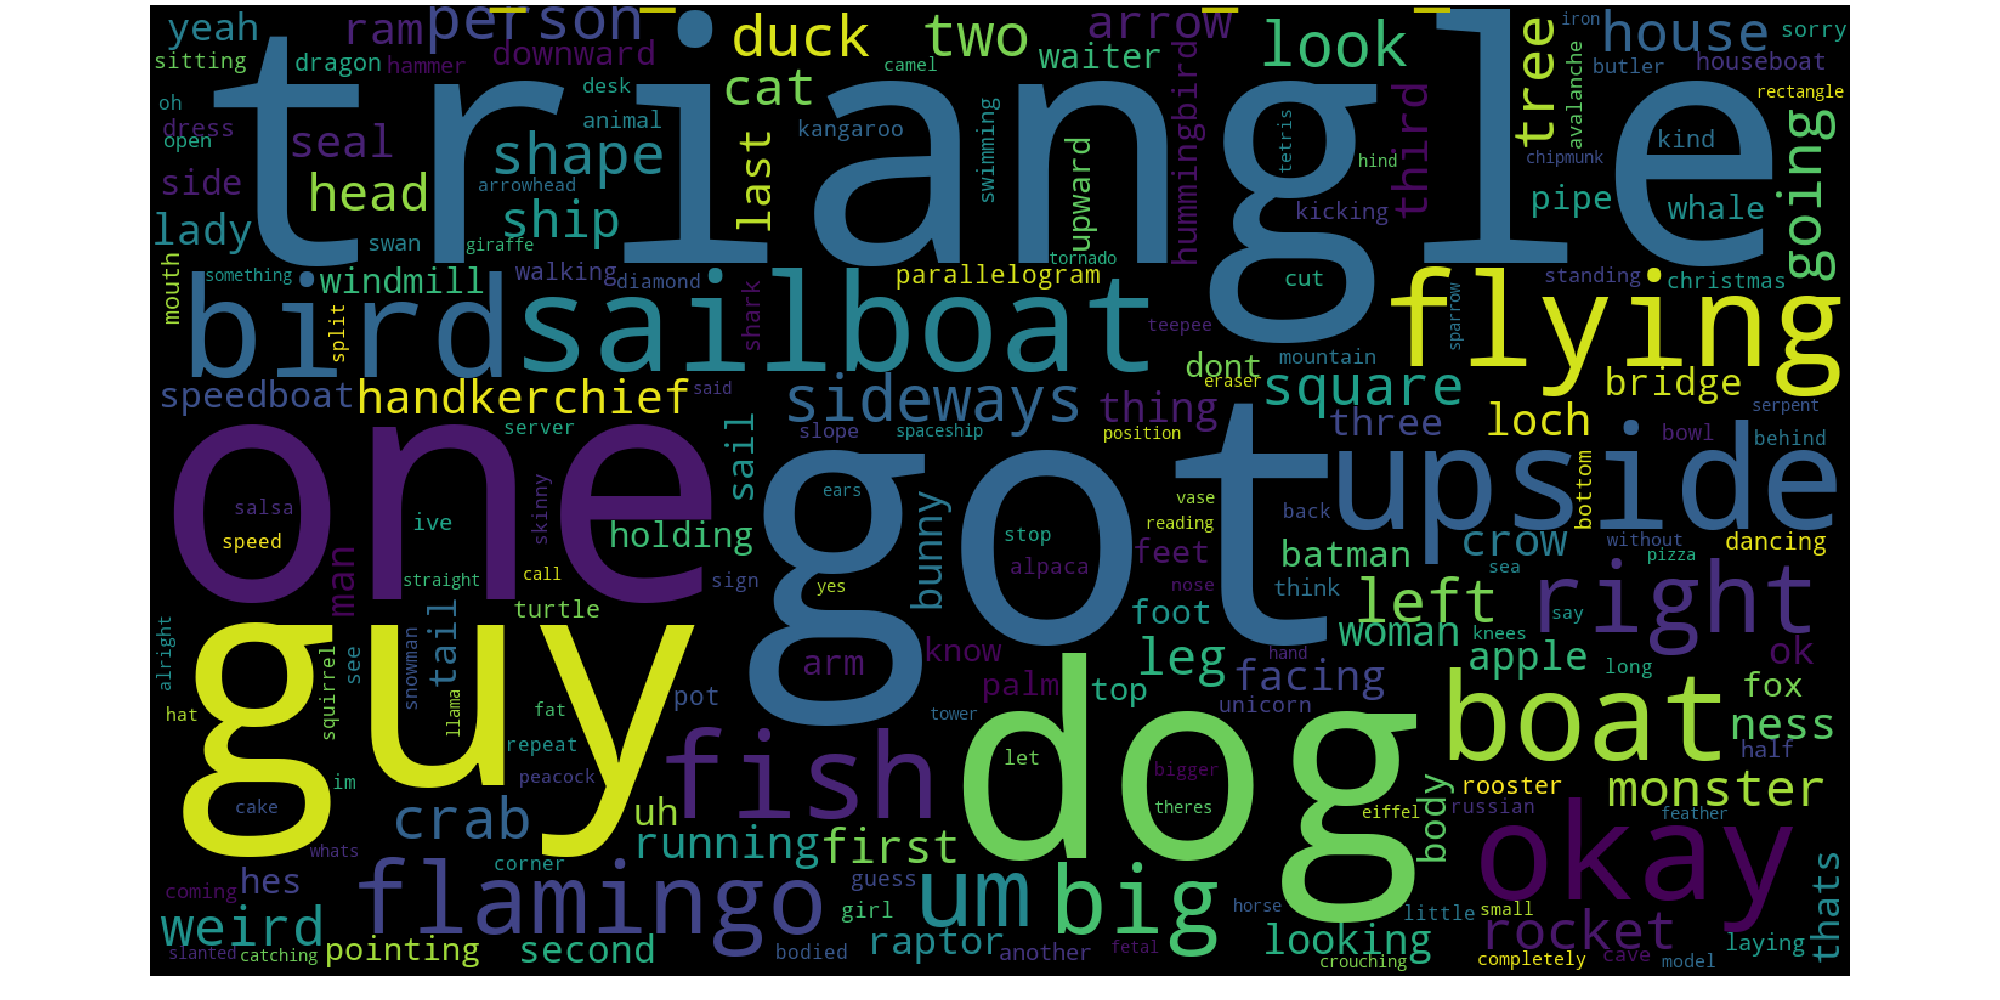 yeah
ram
person
duck
two
arrow
look
tree
iron
house
sorry
sitting
dragon
hammer
downward
cat
camel
waiter
hummingbird
third
avalanche
butler
houseboat
triangle
oh
desk
rectangle
dress
open
seal
animal
shape
last
kangaroo
swimming
upward
tetris
hind
chipmunk
kind
going
side
head
arrowhead
ship
kicking
pipe
whale
lady
swan
giraffe
tornado
mouth
something
windmill
walking
diamond
parallelogram
cut
standing
christmas
bird
split
sailboat
shark
teepee
sparrow
flying
speedboat
handkerchief
said
sideways
dont
eraser
mountain
square
bridge
thing
server
sail
slope
spaceship
position
three
loch
bowl
serpent
behind
one
got
upside
salsa
speed
ive
skinny
holding
ears
bunny
stop
vase
reading
back
bottom
crow
without
pizza
dancing
man
straight
call
sign
yes
alpaca
feet
nose
batman
think
sea
left
right
turtle
foot
say
alright
guy
squirrel
see
snowman
tail
llama
arm
know
palm
leg
woman
knees
apple
long
ok
hand
facing
top
unicorn
fox
hat
fat
pot
tower
dog
boat
ness
repeat
fish
let
bigger
half
im
peacock
rooster
monster
cake
crab
uh
theres
eiffel
russian
feather
body
running
first
okay
whats
corner
thats
coming
hes
flamingo
guess
um
big
girl
horse
little
small
weird
rocket
slanted
catching
pointing
second
bodied
raptor
another
fetal
looking
crouching
completely
cave
model
laying